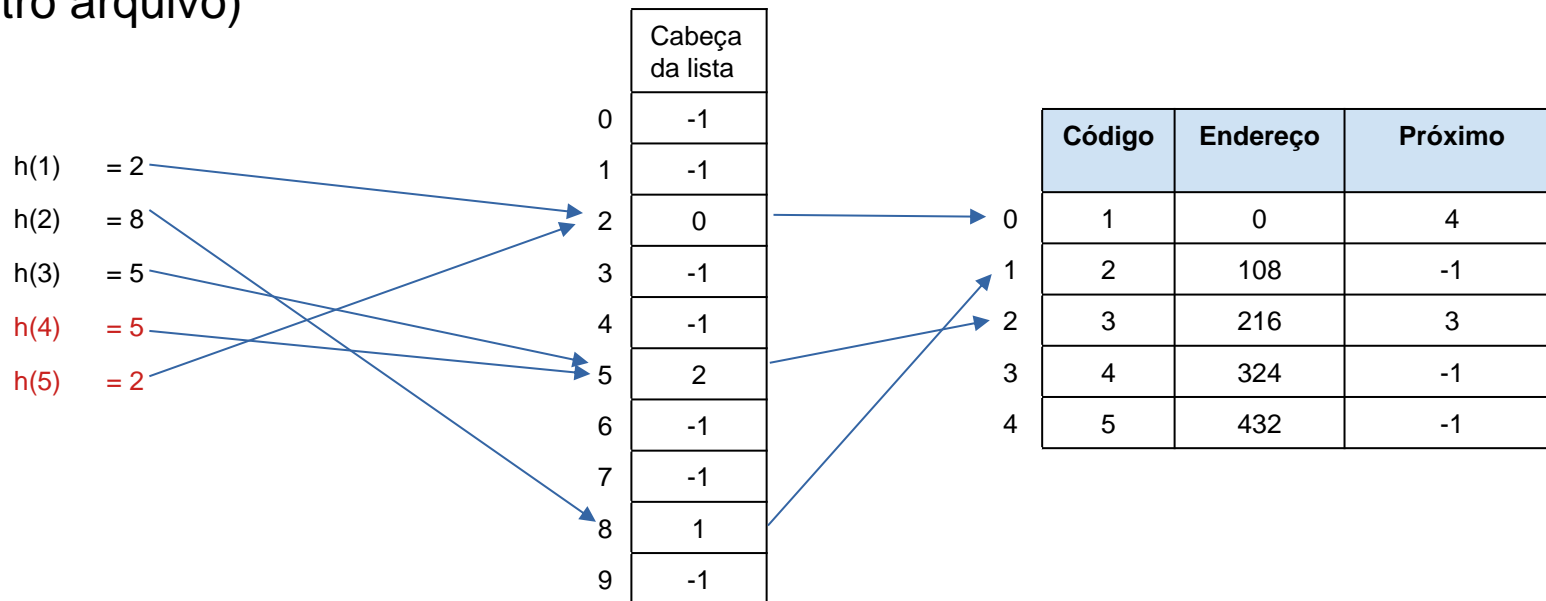 tro arquivo)
h(1) = 2
h(2) = 8
h(3) = 5
h(4) = 5
h(5) = 2
Cabeça
da lista
0 -1
1 -1
2 0
3 -1
4 -1
5 2
6 -1
7 -1
8 1
9 -1
Código Endereço Próximo
0 1 0 4
1 2 108 -1
2 3 216 3
3 4 324 -1
4 5 432 -1